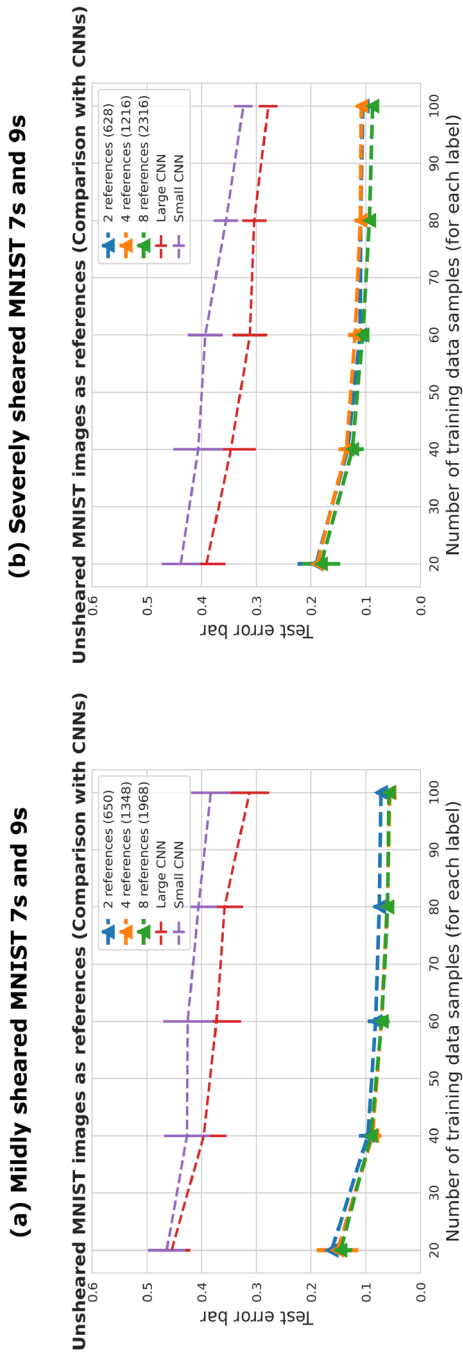 (a) Mildly sheared MNIST 7s and 9s
Unsheared MNIST images as references (Comparison with CNNs)
2 references (650)
4 references (1348)
8 references (1968)
Large CNN
Small CNN
0.6
0.5
0.4
0.3
0.2
0.1
0.0
Test error bar
20 30 40 50 60 70 80 90 100
Number of training data samples (for each label)
(b) Severely sheared MNIST 7s and 9s
Unsheared MNIST images as references (Comparison with CNNs)
2 references (628)
4 references (1216)
8 references (2316)
Large CNN
Small CNN
0.6
0.5
0.4
0.3
0.2
0.1
0.0
Test error bar
20 30 40 50 60 70 80 90 100
Number of training data samples (for each label)